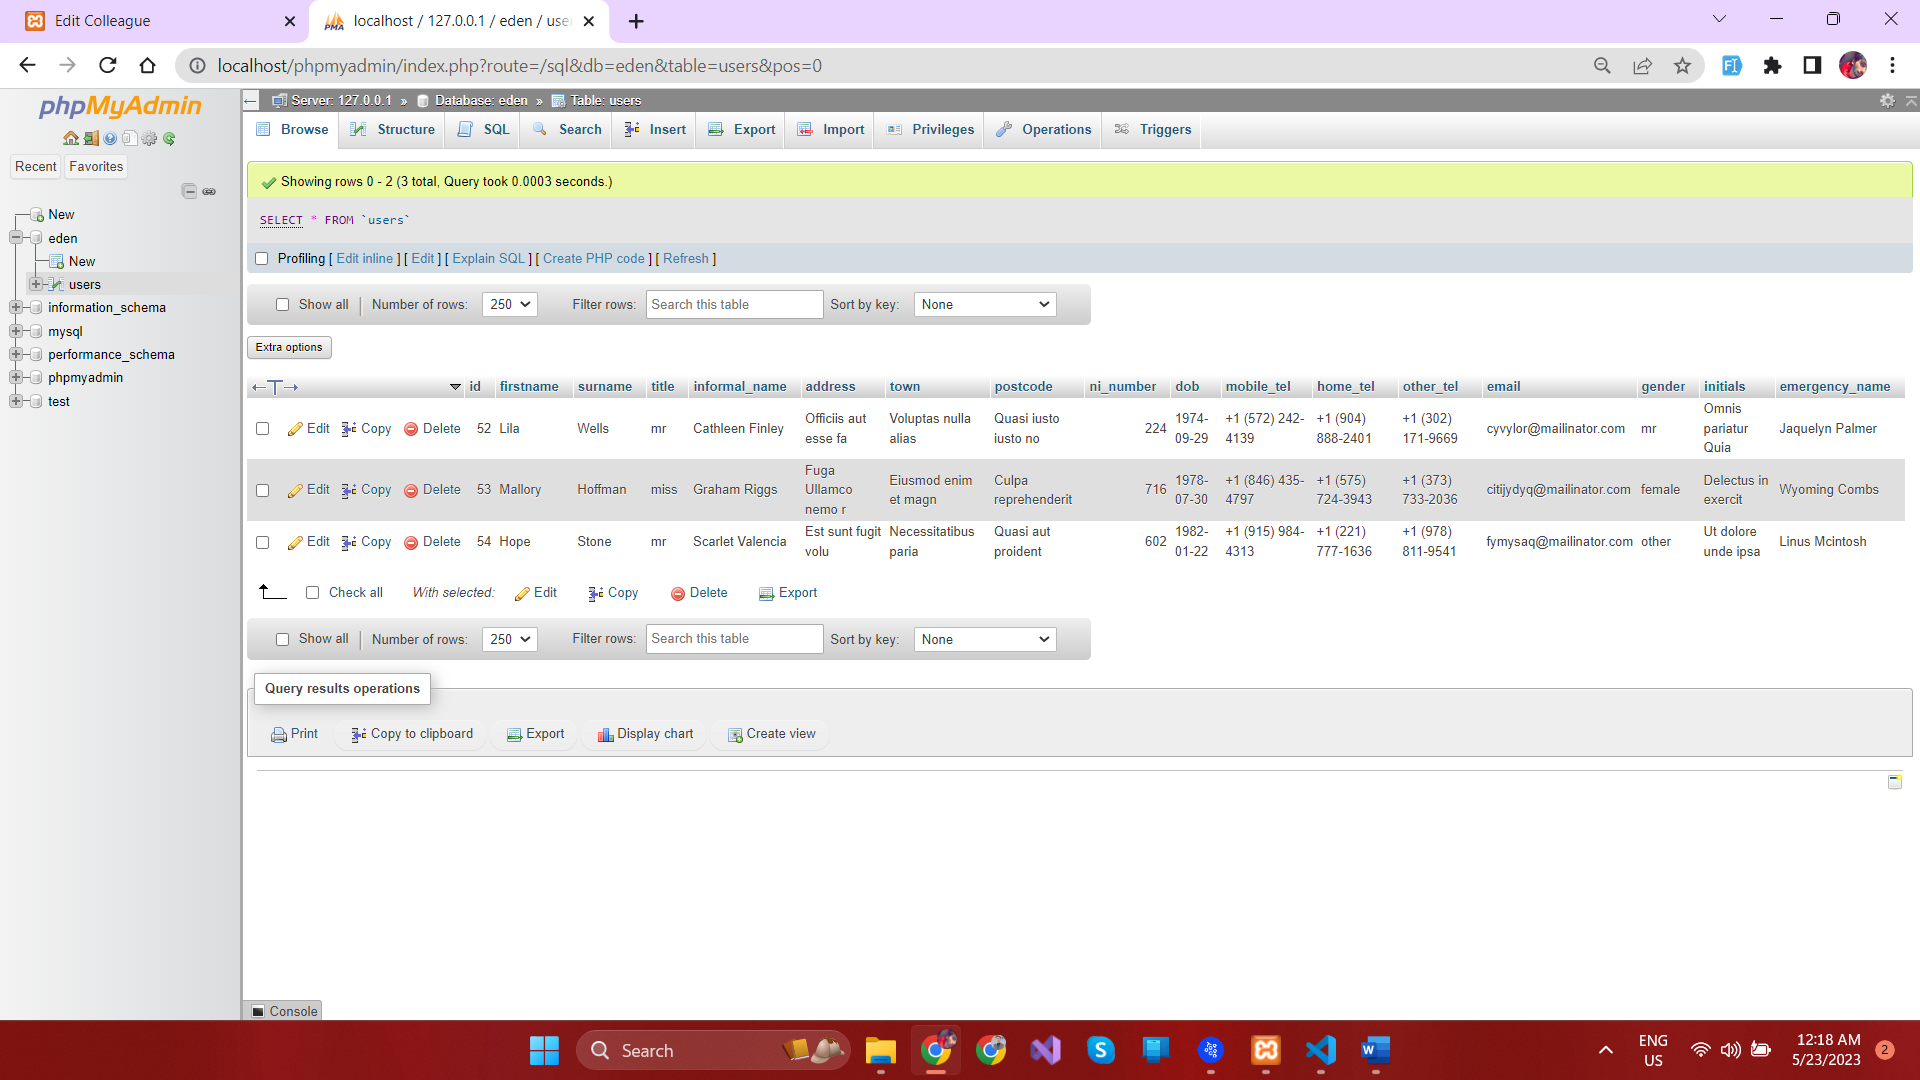 Edit Colleague
localhost / 127.0.0.1 / eden / use
localhost/phpmyadmin/index.php?route=/sql&db=eden&table=users&pos=0
phpMyAdmin
Recent
Favorites
New
eden
New
users
information_schema
mysql
performance_schema
phpmyadmin
test
Server: 127.0.0.1 » Database: eden » Table: users
Browse Structure SQL Search Insert Export Import Privileges Operations Triggers
Showing rows 0 - 2 (3 total, Query took 0.0003 seconds.)
SELECT * FROM `users`
Profiling [ Edit inline ] [ Edit ] [ Explain SQL ] [ Create PHP code ] [ Refresh ]
Show all Number of rows: 250 Filter rows: Search this table Sort by key: None
Extra options
id firstname surname title informal_name address town postcode ni_number dob mobile_tel home_tel other_tel email gender initials emergency_name
Edit Copy Delete 52 Lila Wells mr Cathleen Finley Officiis aut esse fa Voluptas nulla alias Quasi iusto iusto no 224 1974-09-29 +1 (572) 242-4139 +1 (904) 888-2401 +1 (302) 171-9669 cyvylor@mailinator.com mr Omnis pariatur Quia Jaquelyn Palmer
Edit Copy Delete 53 Mallory Hoffman miss Graham Riggs Fuga Ullamco nemo r Eiusmod enim et magn Culpa reprehenderit 716 1978-07-30 +1 (846) 435-4797 +1 (575) 724-3943 +1 (373) 733-2036 citijydyq@mailinator.com female Delectus in exercit Wyoming Combs
Edit Copy Delete 54 Hope Stone mr Scarlet Valencia Est sunt fugit volu Necessitatibus paria Quasi aut proident 602 1982-01-22 +1 (915) 984-4313 +1 (221) 777-1636 +1 (978) 811-9541 fymysaq@mailinator.com other Ut dolore unde ipsa Linus Mcintosh
Check all With selected: Edit Copy Delete Export
Show all Number of rows: 250 Filter rows: Search this table Sort by key: None
Query results operations
Print Copy to clipboard Export Display chart Create view
Console
Search
ENG
US
12:18 AM
5/23/2023
2